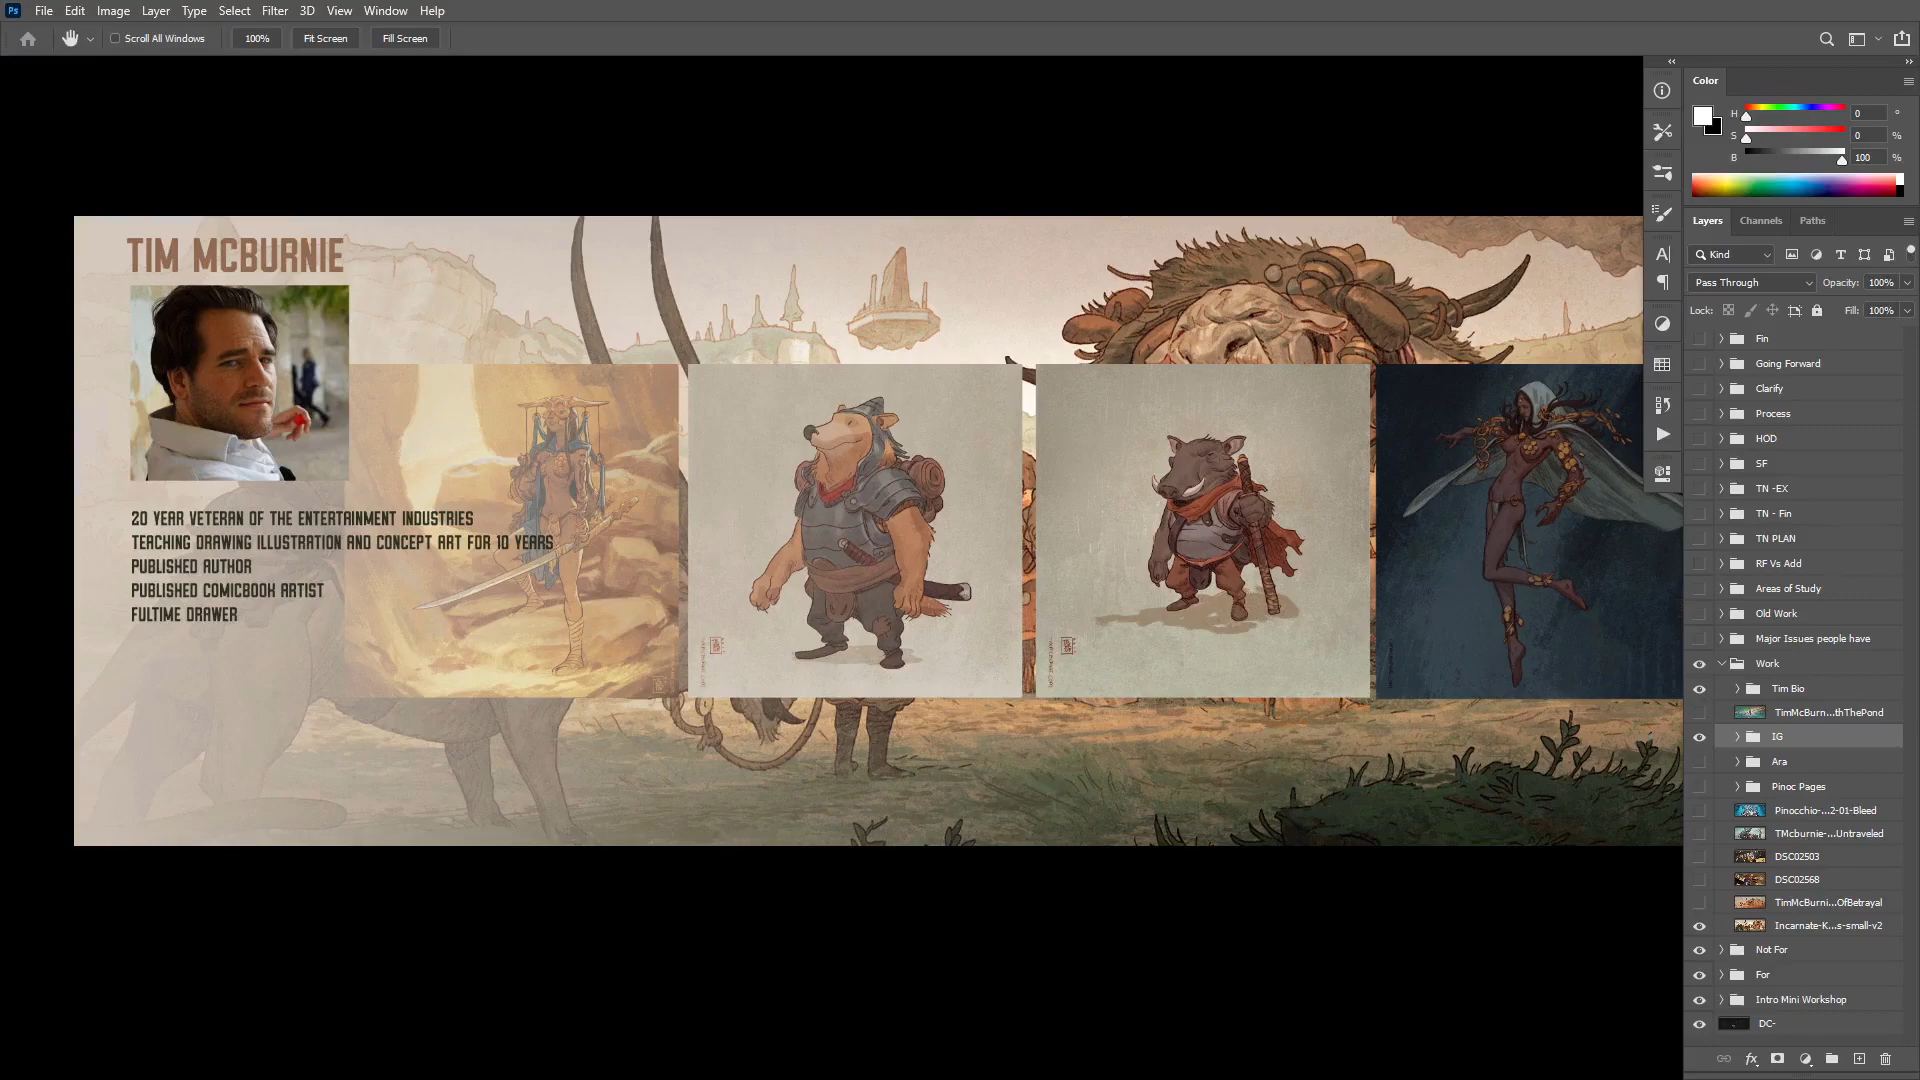 Ps File Edit Image Layer Type Select Filter 3D View Window Help
Scroll All Windows 100% Fit Screen Fill Screen
Color
H 0 °
S 0 %
B 100 %
Layers Channels Paths
Kind
Pass Through Opacity: 100%
Lock: Fill: 100%
Fin
Going Forward
Clarify
Process
HOD
SF
TN -EX
TN - Fin
TN PLAN
RF Vs Add
Areas of Study
Old Work
Major Issues people have
Work
Tim Bio
TimMcBurn...thThePond
IG
Ara
Pinoc Pages
Pinocchio-...2-01-Bleed
TMcburnie-...Untraveled
DSC02503
DSC02568
TimMcBurni...OfBetrayal
Incarnate-K...s-small-v2
Not For
For
Intro Mini Workshop
DC-
TIM MCBURNIE
20 YEAR VETERAN OF THE ENTERTAINMENT INDUSTRIES
TEACHING DRAWING ILLUSTRATION AND CONCEPT ART FOR 10 YEARS
PUBLISHED AUTHOR
PUBLISHED COMICBOOK ARTIST
FULTIME DRAWER